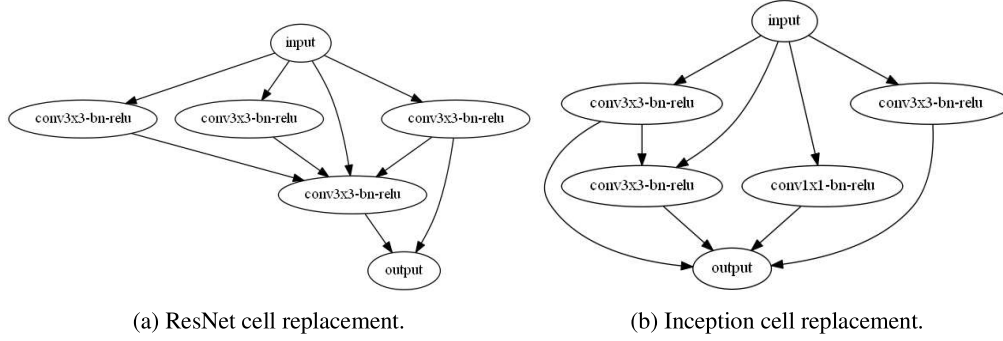 input
conv3x3-bn-relu
conv3x3-bn-relu
conv3x3-bn-relu
conv3x3-bn-relu
output
(a) ResNet cell replacement.
input
conv3x3-bn-relu
conv3x3-bn-relu
conv3x3-bn-relu
conv1x1-bn-relu
output
(b) Inception cell replacement.